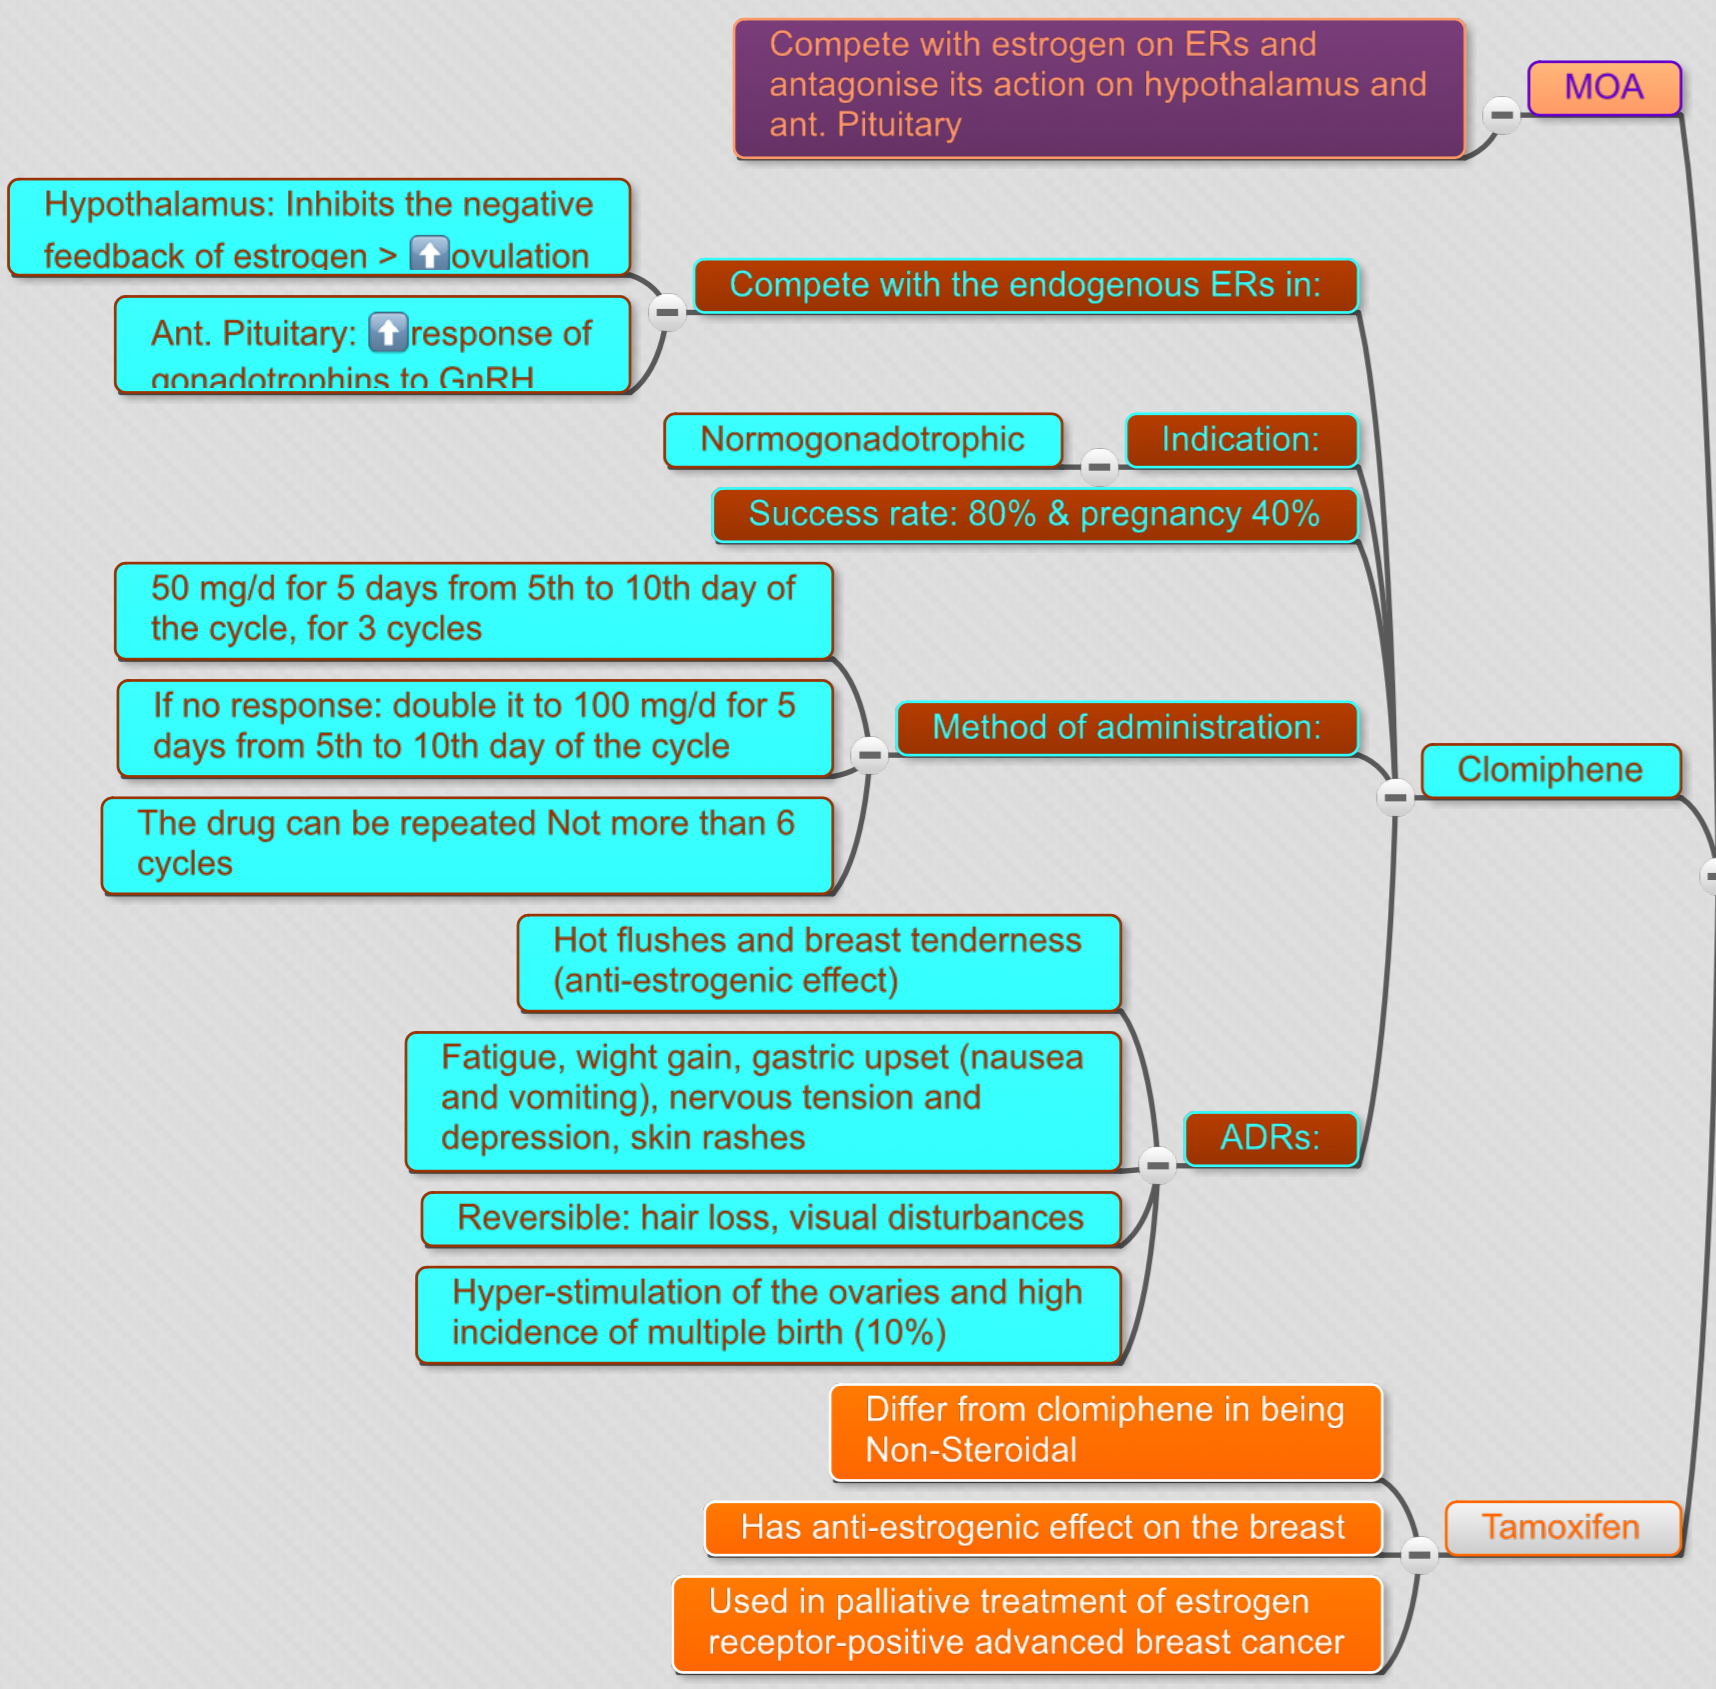 Compete with estrogen on ERs and
antagonise its action on hypothalamus and
ant. Pituitary
MOA
Hypothalamus: Inhibits the negative
feedback of estrogen > ⬆️ovulation
Compete with the endogenous ERs in:
Ant. Pituitary: ⬆️response of
gonadotrophins to GnRH
Normogonadotrophic
Indication:
Success rate: 80% & pregnancy 40%
50 mg/d for 5 days from 5th to 10th day of
the cycle, for 3 cycles
If no response: double it to 100 mg/d for 5
days from 5th to 10th day of the cycle
Method of administration:
The drug can be repeated Not more than 6
cycles
Clomiphene
Hot flushes and breast tenderness
(anti-estrogenic effect)
Fatigue, wight gain, gastric upset (nausea
and vomiting), nervous tension and
depression, skin rashes
ADRs:
Reversible: hair loss, visual disturbances
Hyper-stimulation of the ovaries and high
incidence of multiple birth (10%)
Differ from clomiphene in being
Non-Steroidal
Has anti-estrogenic effect on the breast
Tamoxifen
Used in palliative treatment of estrogen
receptor-positive advanced breast cancer